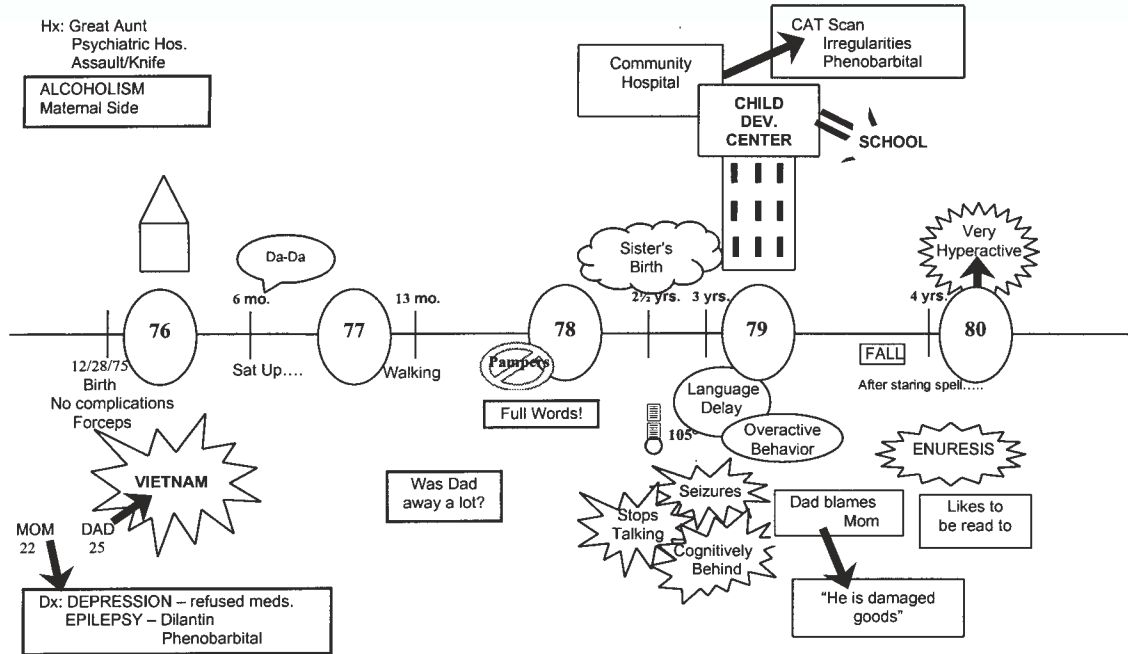 Hx: Great Aunt
Psychiatric Hos.
Assault/Knife
ALCOHOLISM
Maternal Side
Community
Hospital
CAT Scan
Irregularities
Phenobarbital
CHILD
DEV.
CENTER
SCHOOL
Da-Da
Sister's
Birth
Very
Hyperactive
6 mo.
13 mo.
2½ yrs.
3 yrs.
4 yrs.
76
77
78
79
80
12/28/75
Birth
No complications
Forceps
Sat Up....
Walking
Pampers
Full Words!
FALL
After staring spell.....
Language
Delay
105°
Overactive
Behavior
ENURESIS
VIETNAM
Was Dad
away a lot?
Seizures
Stops
Talking
Cognitively
Behind
Dad blames
Mom
Likes to
be read to
MOM
22
DAD
25
"He is damaged
goods"
Dx: DEPRESSION – refused meds.
EPILEPSY – Dilantin
Phenobarbital